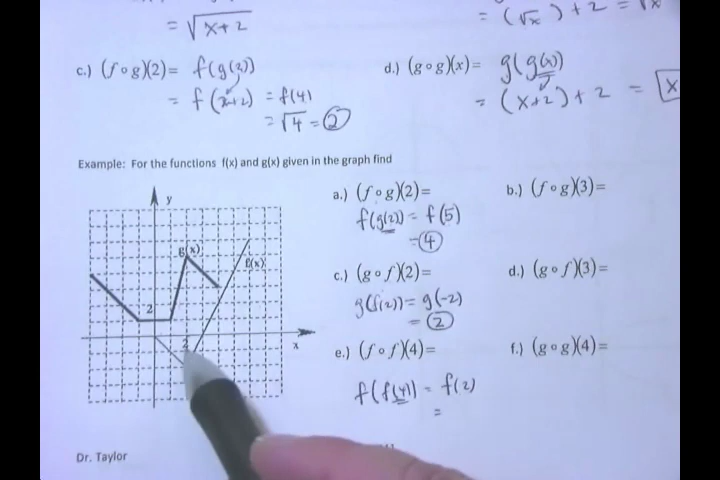 = √x+2
= (√x) + 2 = √x
c.) (f∘g)(2) = f(g(2))
d.) (g∘g)(x) = g(g(x))
= f(2+2) = f(4)
= (x+2) + 2 = x
= √4 = 2
Example: For the functions f(x) and g(x) given in the graph find
y
a.) (f∘g)(2)=
b.) (f∘g)(3)=
f(g(2)) = f(5)
= 4
g(x)
f(x)
c.) (g∘f)(2)=
d.) (g∘f)(3)=
g(f(2)) = g(-2)
2
= 2
2
x
e.) (f∘f)(4)=
f.) (g∘g)(4)=
f(f(4)) = f(2)
=
Dr. Taylor